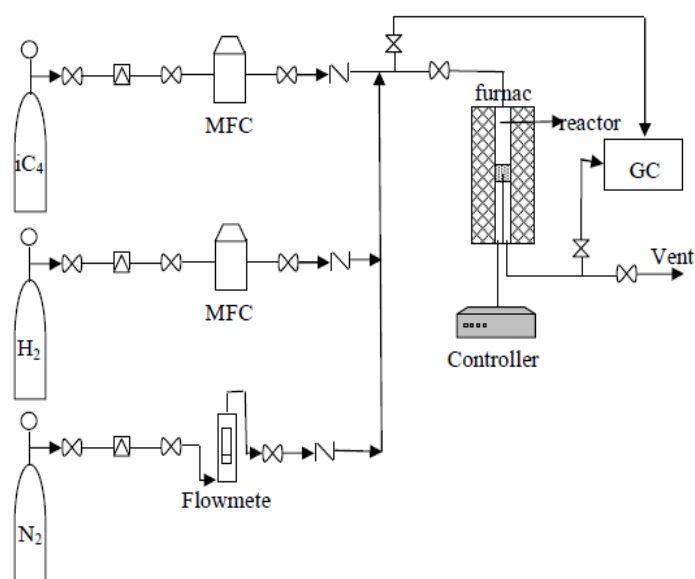 furnac
reactor
iC₄
MFC
GC
Vent
H₂
MFC
Controller
Flowmete
N₂